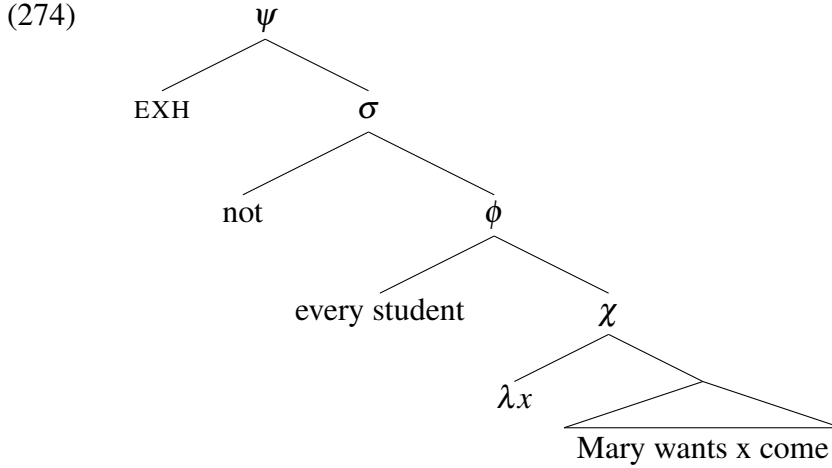 (274) ψ
EXH σ
not ϕ
every student χ
λx
Mary wants x come